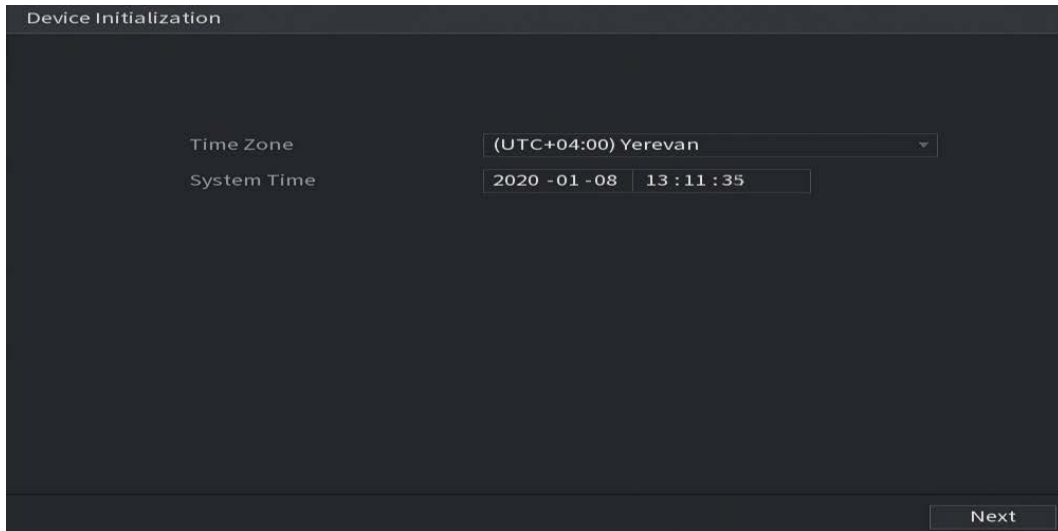 Device Initialization
Time Zone (UTC+04:00) Yerevan
System Time 2020 -01 -08 13 : 11 : 35
Next